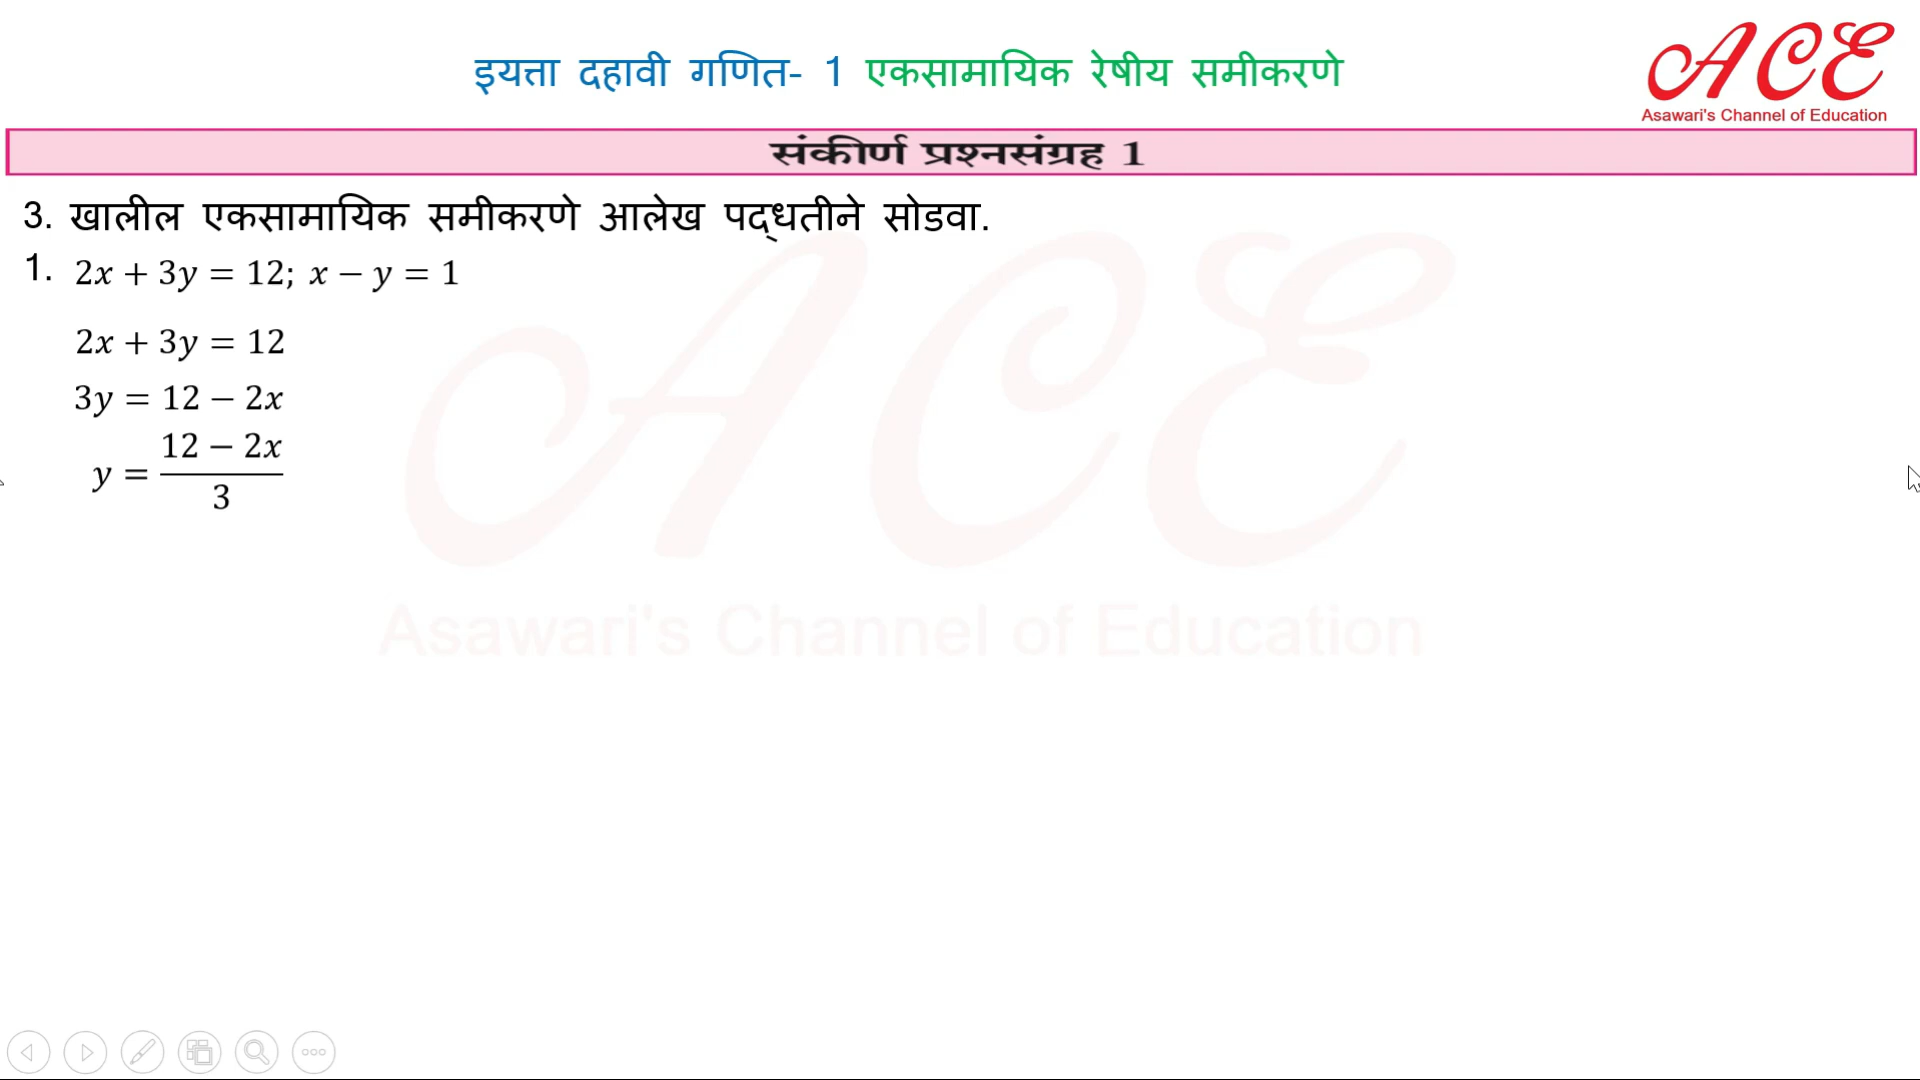 इयत्ता दहावी गणित- 1 एकसामायिक रेषीय समीकरणे
ACE
Asawari's Channel of Education
संकीर्ण प्रश्नसंग्रह 1
3. खालील एकसामायिक समीकरणे आलेख पद्धतीने सोडवा.
1. 2x + 3y = 12; x − y = 1
2x + 3y = 12
3y = 12 − 2x
12 − 2x
y =
3
ACE
Asawari's Channel of Education